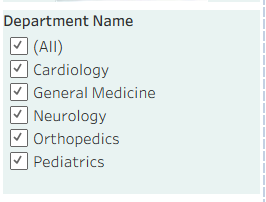 Department Name
(All)
Cardiology
General Medicine
Neurology
Orthopedics
Pediatrics